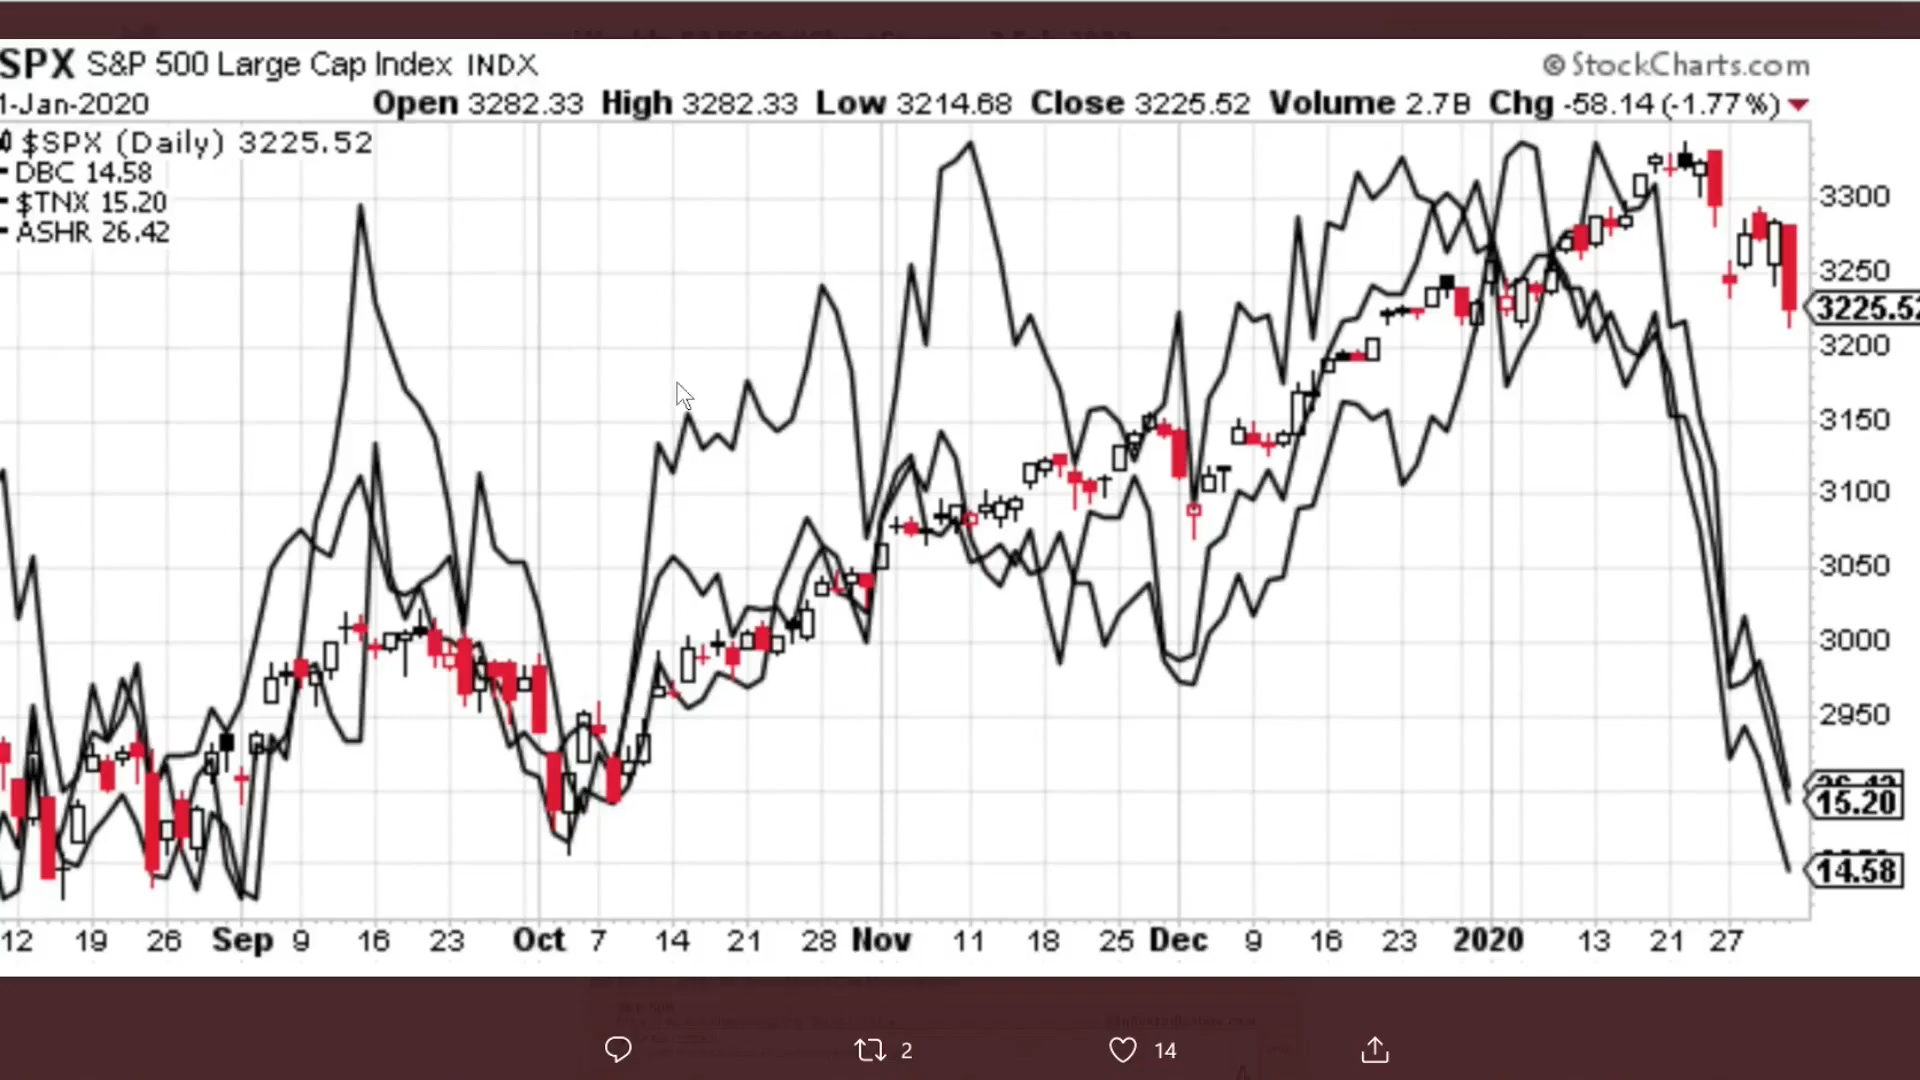 SPX S&P 500 Large Cap Index INDX
© StockCharts.com
1-Jan-2020
Open 3282.33 High 3282.33 Low 3214.68 Close 3225.52 Volume 2.7B Chg -58.14 (-1.77%)
$SPX (Daily) 3225.52
DBC 14.58
$TNX 15.20
ASHR 26.42
3300
3250
3225.52
3200
3150
3100
3050
3000
2950
26.42
15.20
14.58
12 19 26 Sep 9 16 23 Oct 7 14 21 28 Nov 11 18 25 Dec 9 16 23 2020 13 21 27
2
14